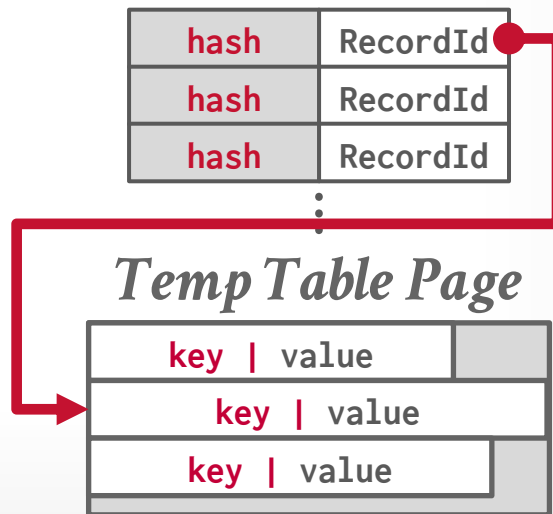 hash RecordId
hash RecordId
hash RecordId
Temp Table Page
key | value
key | value
key | value